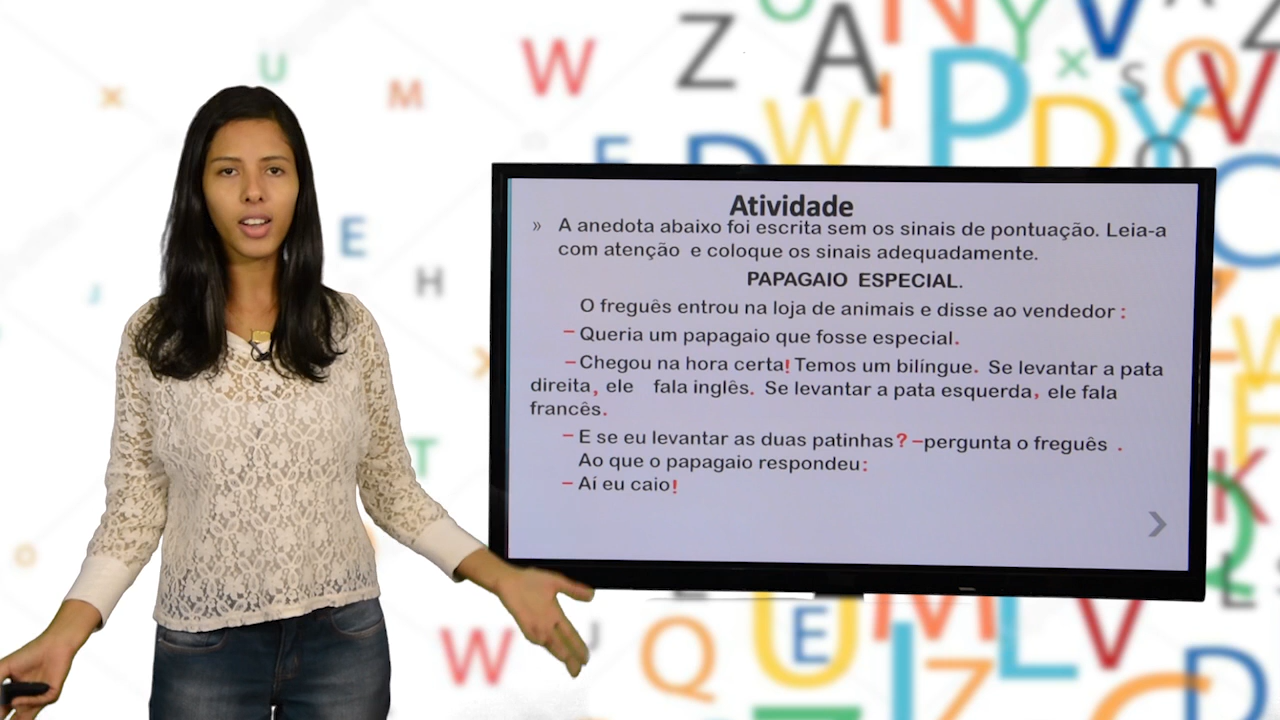 Atividade
» A anedota abaixo foi escrita sem os sinais de pontuação. Leia-a
com atenção e coloque os sinais adequadamente.
PAPAGAIO ESPECIAL.
O freguês entrou na loja de animais e disse ao vendedor :
– Queria um papagaio que fosse especial.
– Chegou na hora certa! Temos um bilíngue. Se levantar a pata
direita, ele fala inglês. Se levantar a pata esquerda, ele fala
francês.
– E se eu levantar as duas patinhas? –pergunta o freguês .
Ao que o papagaio respondeu:
– Aí eu caio!